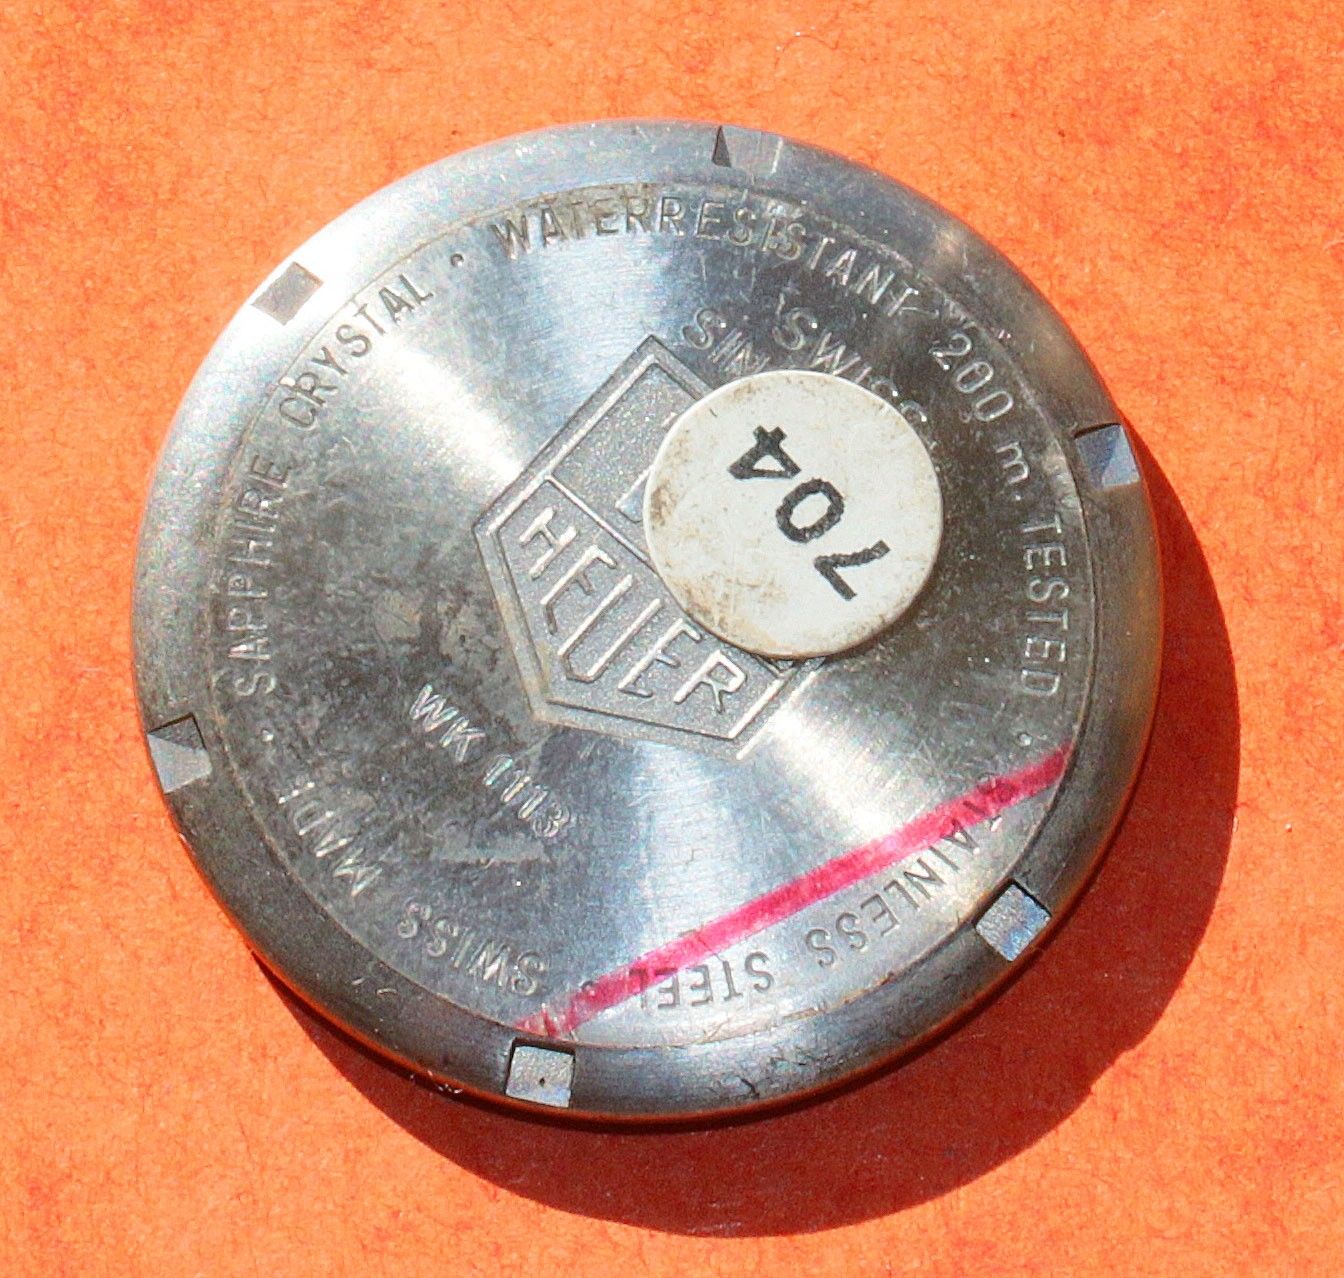 · WATERRESISTANT 200 m. TESTED · STAINLESS STEEL
SWISS MADE · SAPPHIRE CRYSTAL
SWISS
HEUER
WK 1113
704